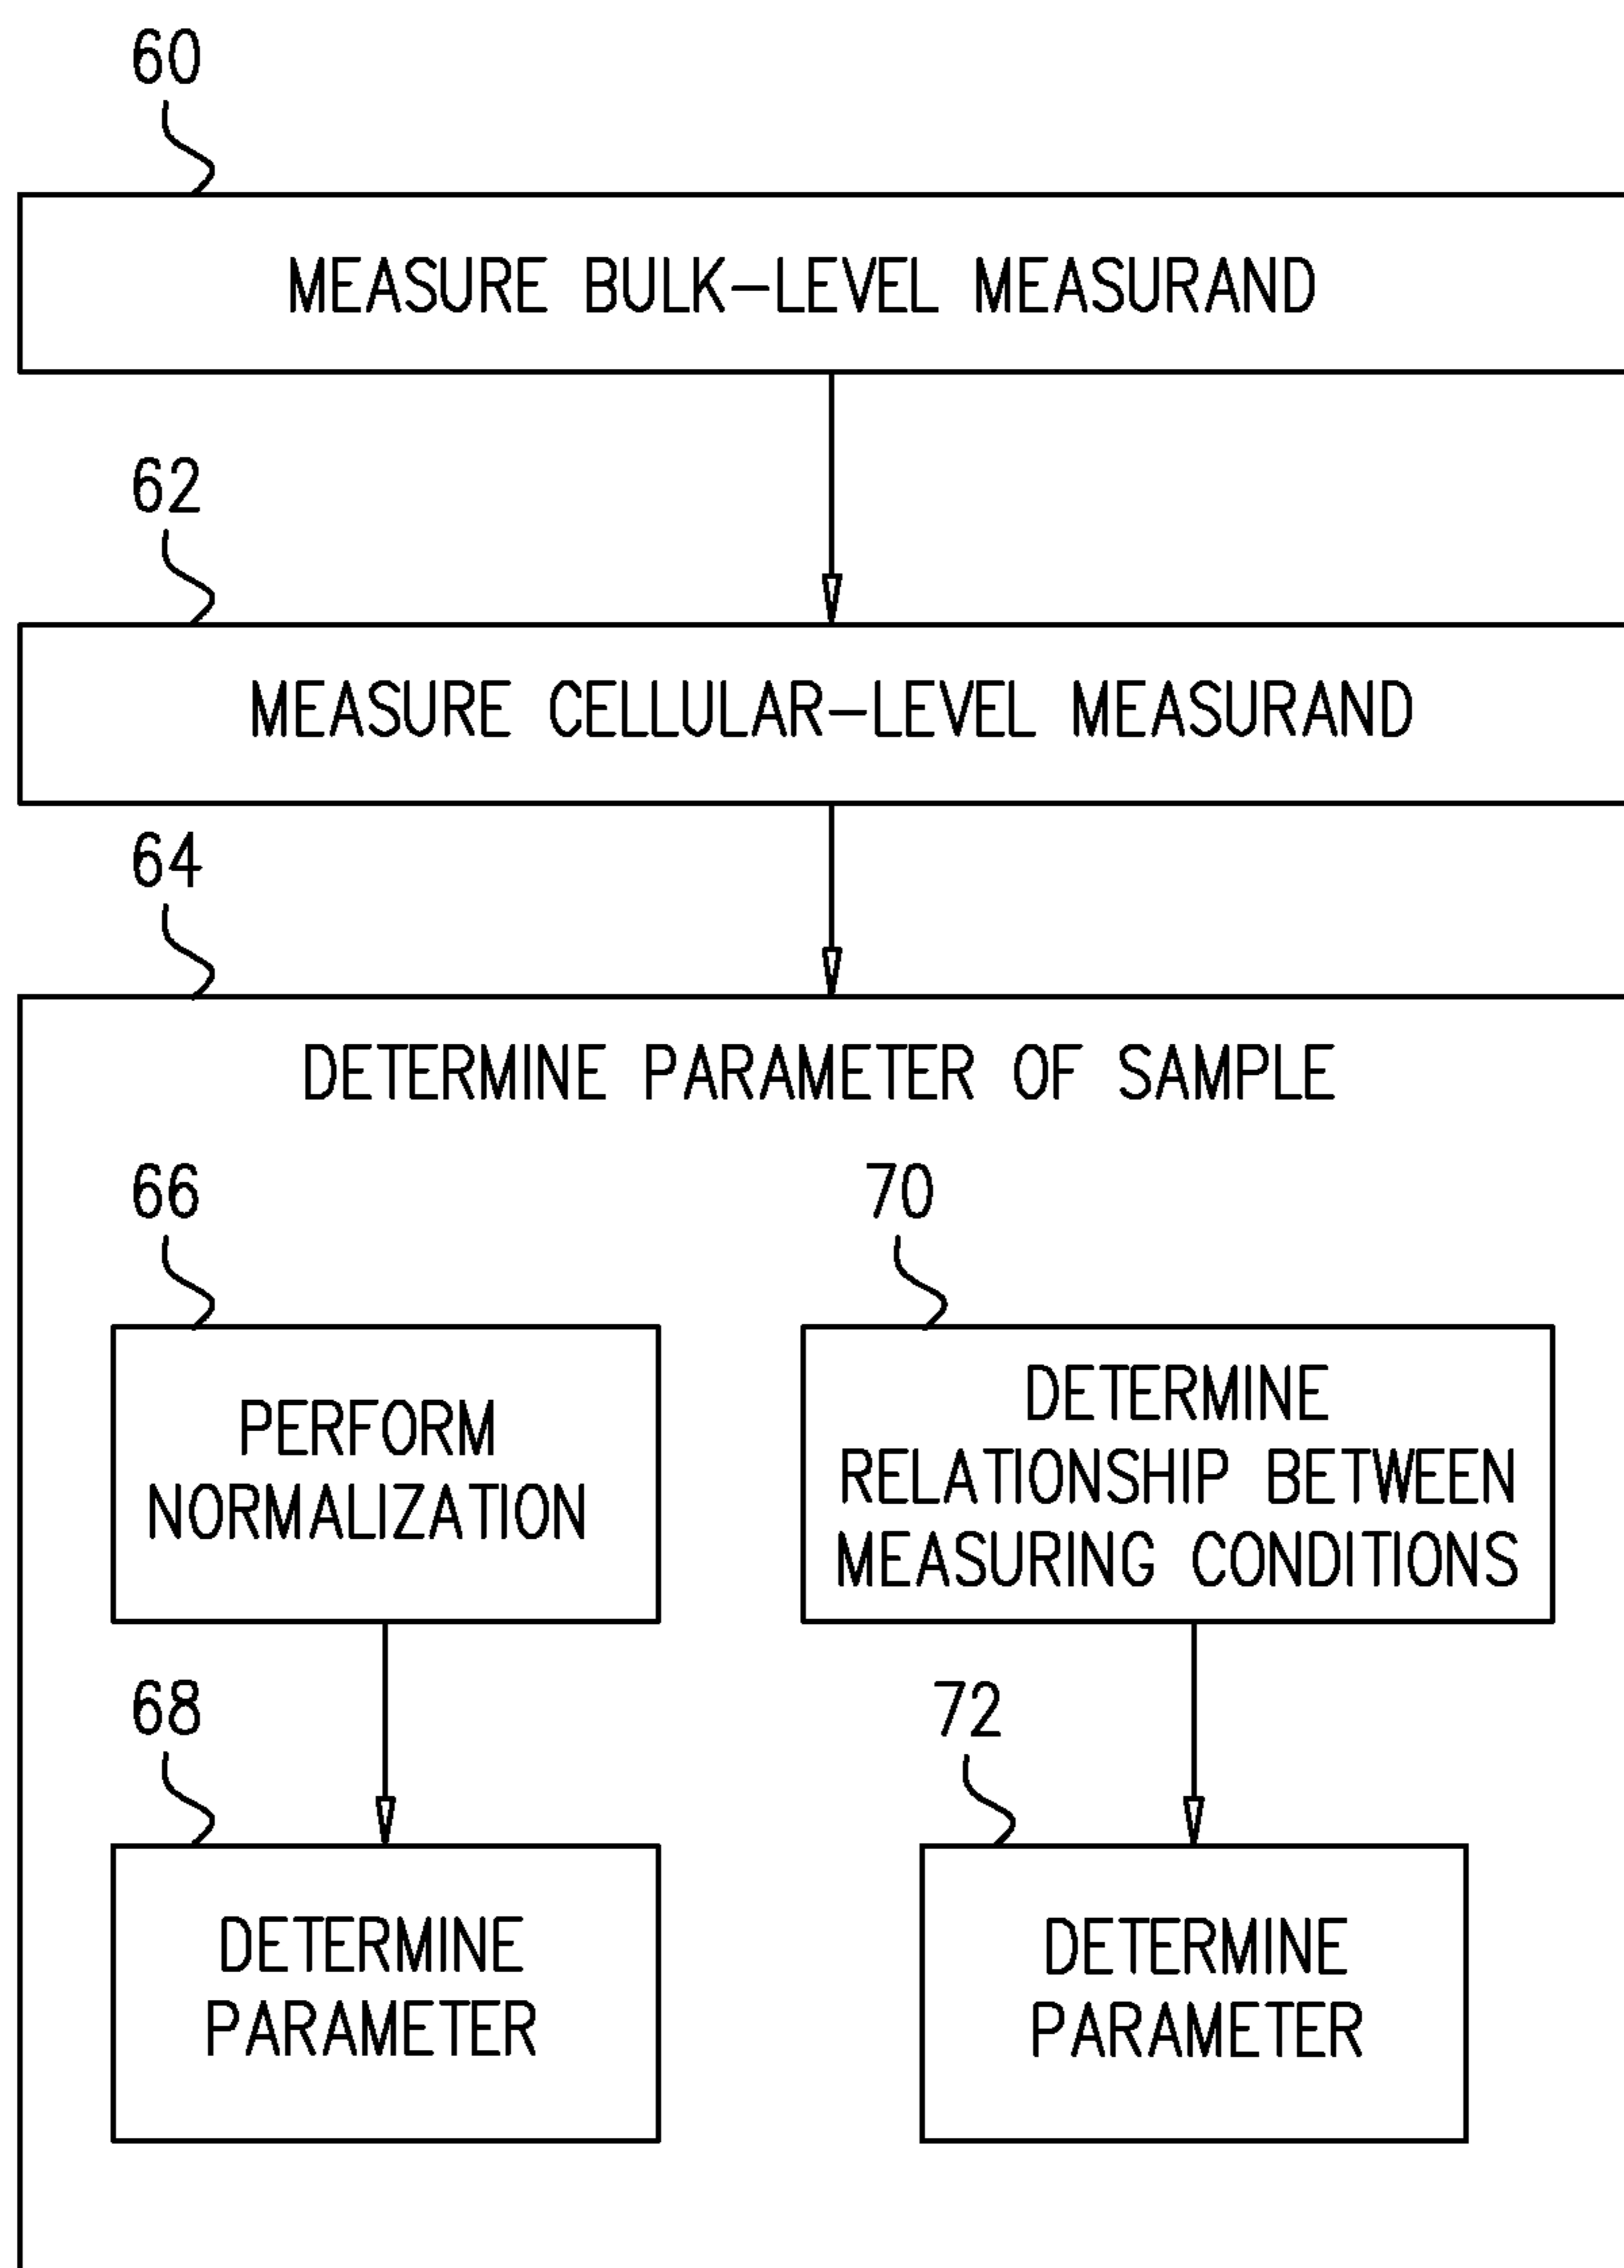 60
MEASURE BULK-LEVEL MEASURAND
62
MEASURE CELLULAR-LEVEL MEASURAND
64
DETERMINE PARAMETER OF SAMPLE
66
PERFORM
NORMALIZATION
68
DETERMINE
PARAMETER
70
DETERMINE
RELATIONSHIP BETWEEN
MEASURING CONDITIONS
72
DETERMINE
PARAMETER